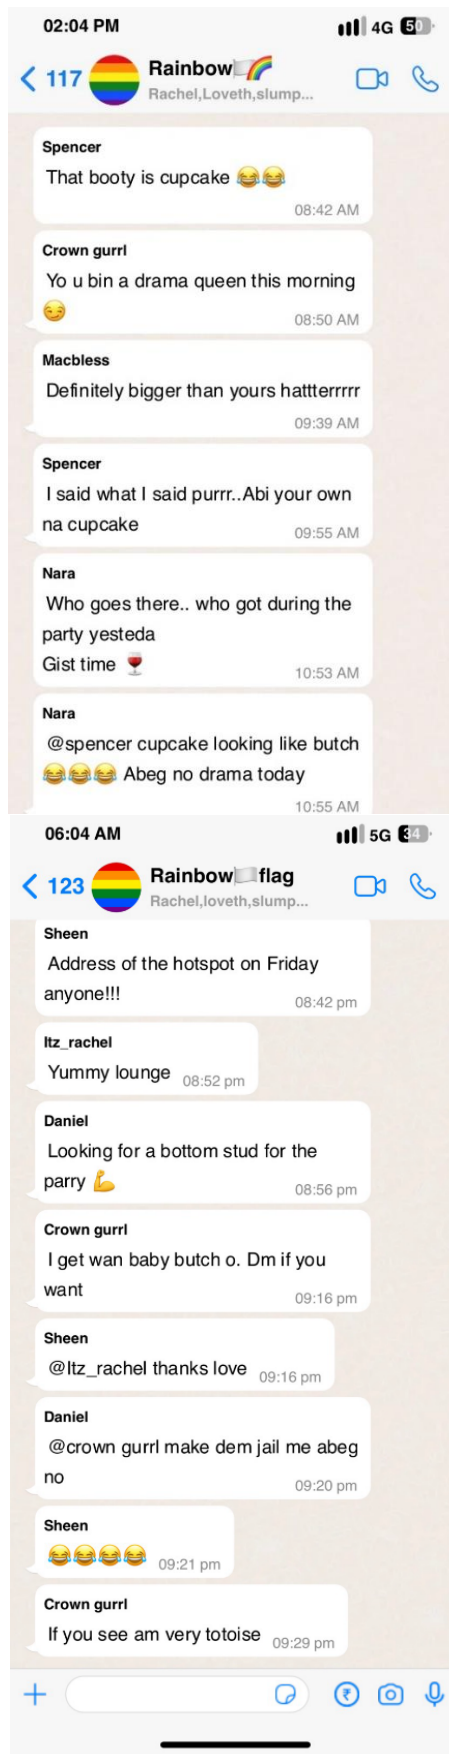 02:04 PM 4G 50
117 Rainbow🏳️🌈
Rachel,Loveth,slump...
Spencer
That booty is cupcake 😂😂
08:42 AM
Crown gurrl
Yo u bin a drama queen this morning
😏
08:50 AM
Macbless
Definitely bigger than yours hattterrrrr
09:39 AM
Spencer
I said what I said purrr..Abi your own
na cupcake
09:55 AM
Nara
Who goes there.. who got during the
party yesteda
Gist time 🍷
10:53 AM
Nara
@spencer cupcake looking like butch
😂😂😂 Abeg no drama today
10:55 AM
06:04 AM 5G 34
123 Rainbow🏳️flag
Rachel,loveth,slump...
Sheen
Address of the hotspot on Friday
anyone!!!
08:42 pm
Itz_rachel
Yummy lounge 08:52 pm
Daniel
Looking for a bottom stud for the
parry 💪
08:56 pm
Crown gurrl
I get wan baby butch o. Dm if you
want
09:16 pm
Sheen
@Itz_rachel thanks love 09:16 pm
Daniel
@crown gurrl make dem jail me abeg
no
09:20 pm
Sheen
😂😂😂😂 09:21 pm
Crown gurrl
If you see am very totoise 09:29 pm
₹